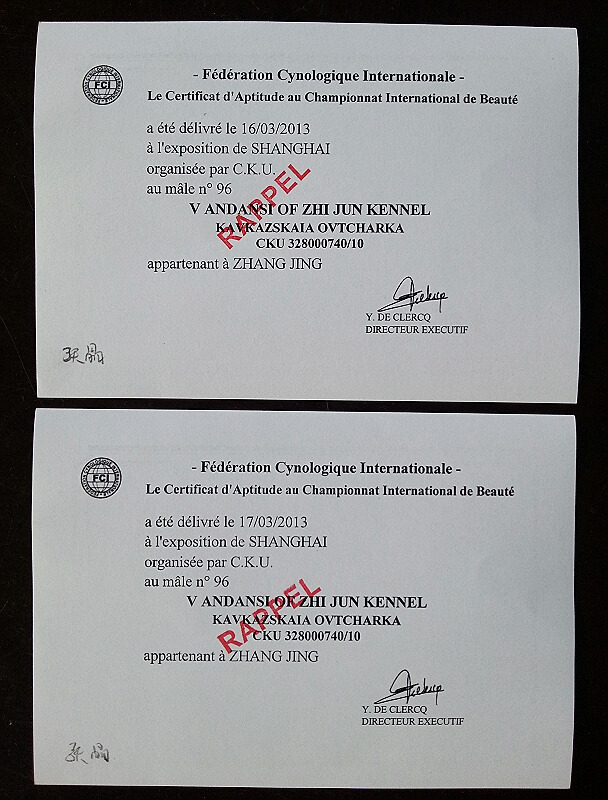 FCI
- Fédération Cynologique Internationale -
Le Certificat d'Aptitude au Championnat International de Beauté
a été délivré le 16/03/2013
à l'exposition de SHANGHAI
organisée par C.K.U.
au mâle n° 96
V ANDANSI OF ZHI JUN KENNEL
KAVKAZSKAIA OVTCHARKA
CKU 328000740/10
RAPPEL
appartenant à ZHANG JING
Y. DE CLERCQ
DIRECTEUR EXECUTIF
FCI
- Fédération Cynologique Internationale -
Le Certificat d'Aptitude au Championnat International de Beauté
a été délivré le 17/03/2013
à l'exposition de SHANGHAI
organisée par C.K.U.
au mâle n° 96
V ANDANSI OF ZHI JUN KENNEL
KAVKAZSKAIA OVTCHARKA
CKU 328000740/10
RAPPEL
appartenant à ZHANG JING
Y. DE CLERCQ
DIRECTEUR EXECUTIF